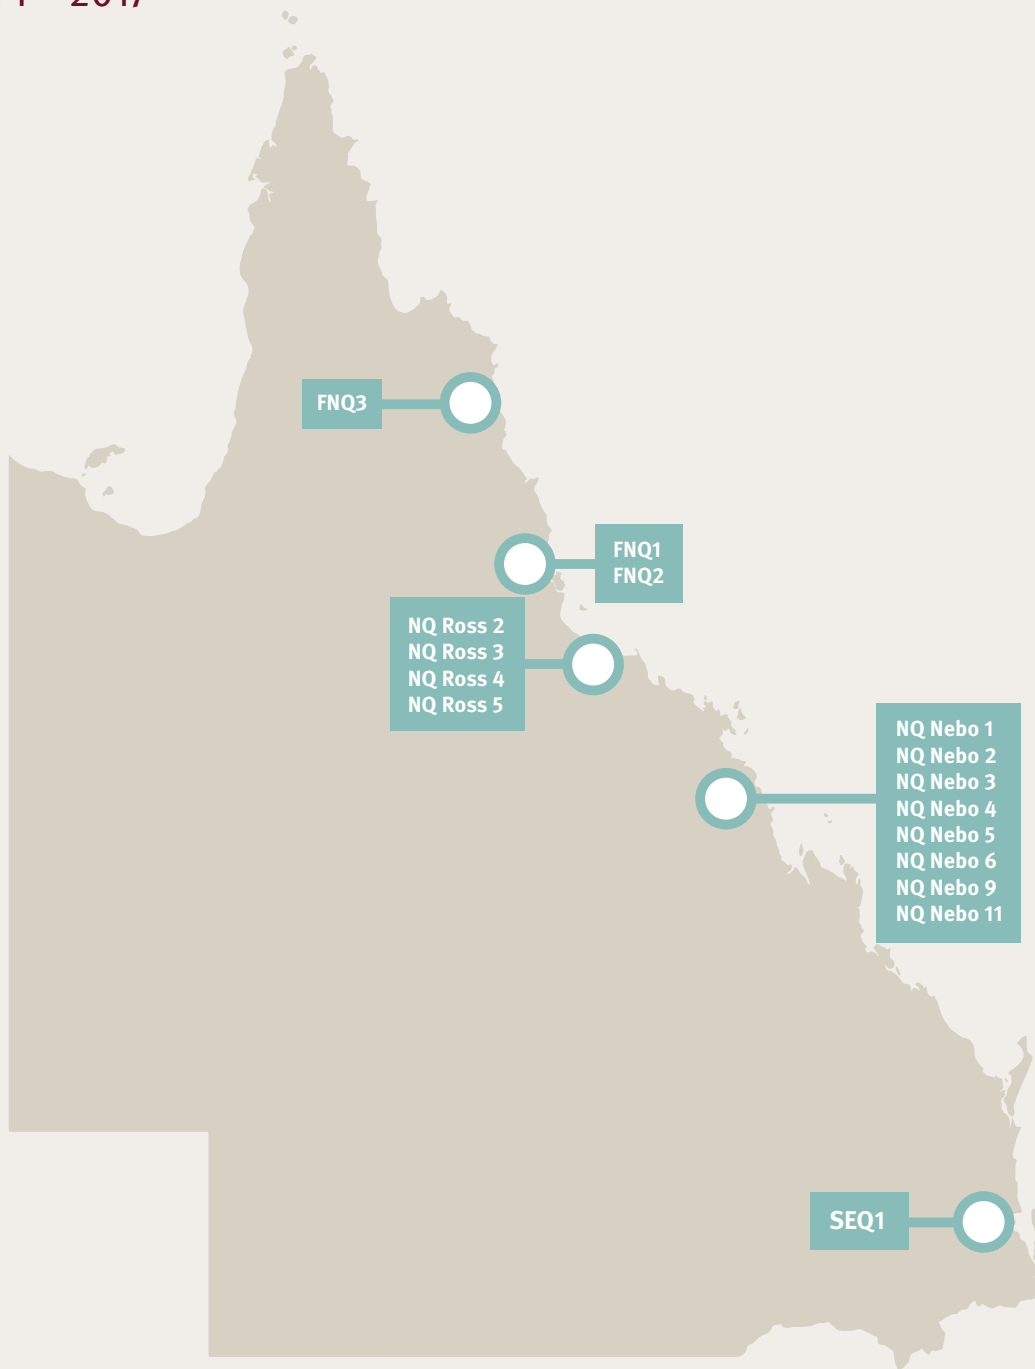 2017
FNQ3
FNQ1
FNQ2
NQ Ross 2
NQ Ross 3
NQ Ross 4
NQ Ross 5
NQ Nebo 1
NQ Nebo 2
NQ Nebo 3
NQ Nebo 4
NQ Nebo 5
NQ Nebo 6
NQ Nebo 9
NQ Nebo 11
SEQ1